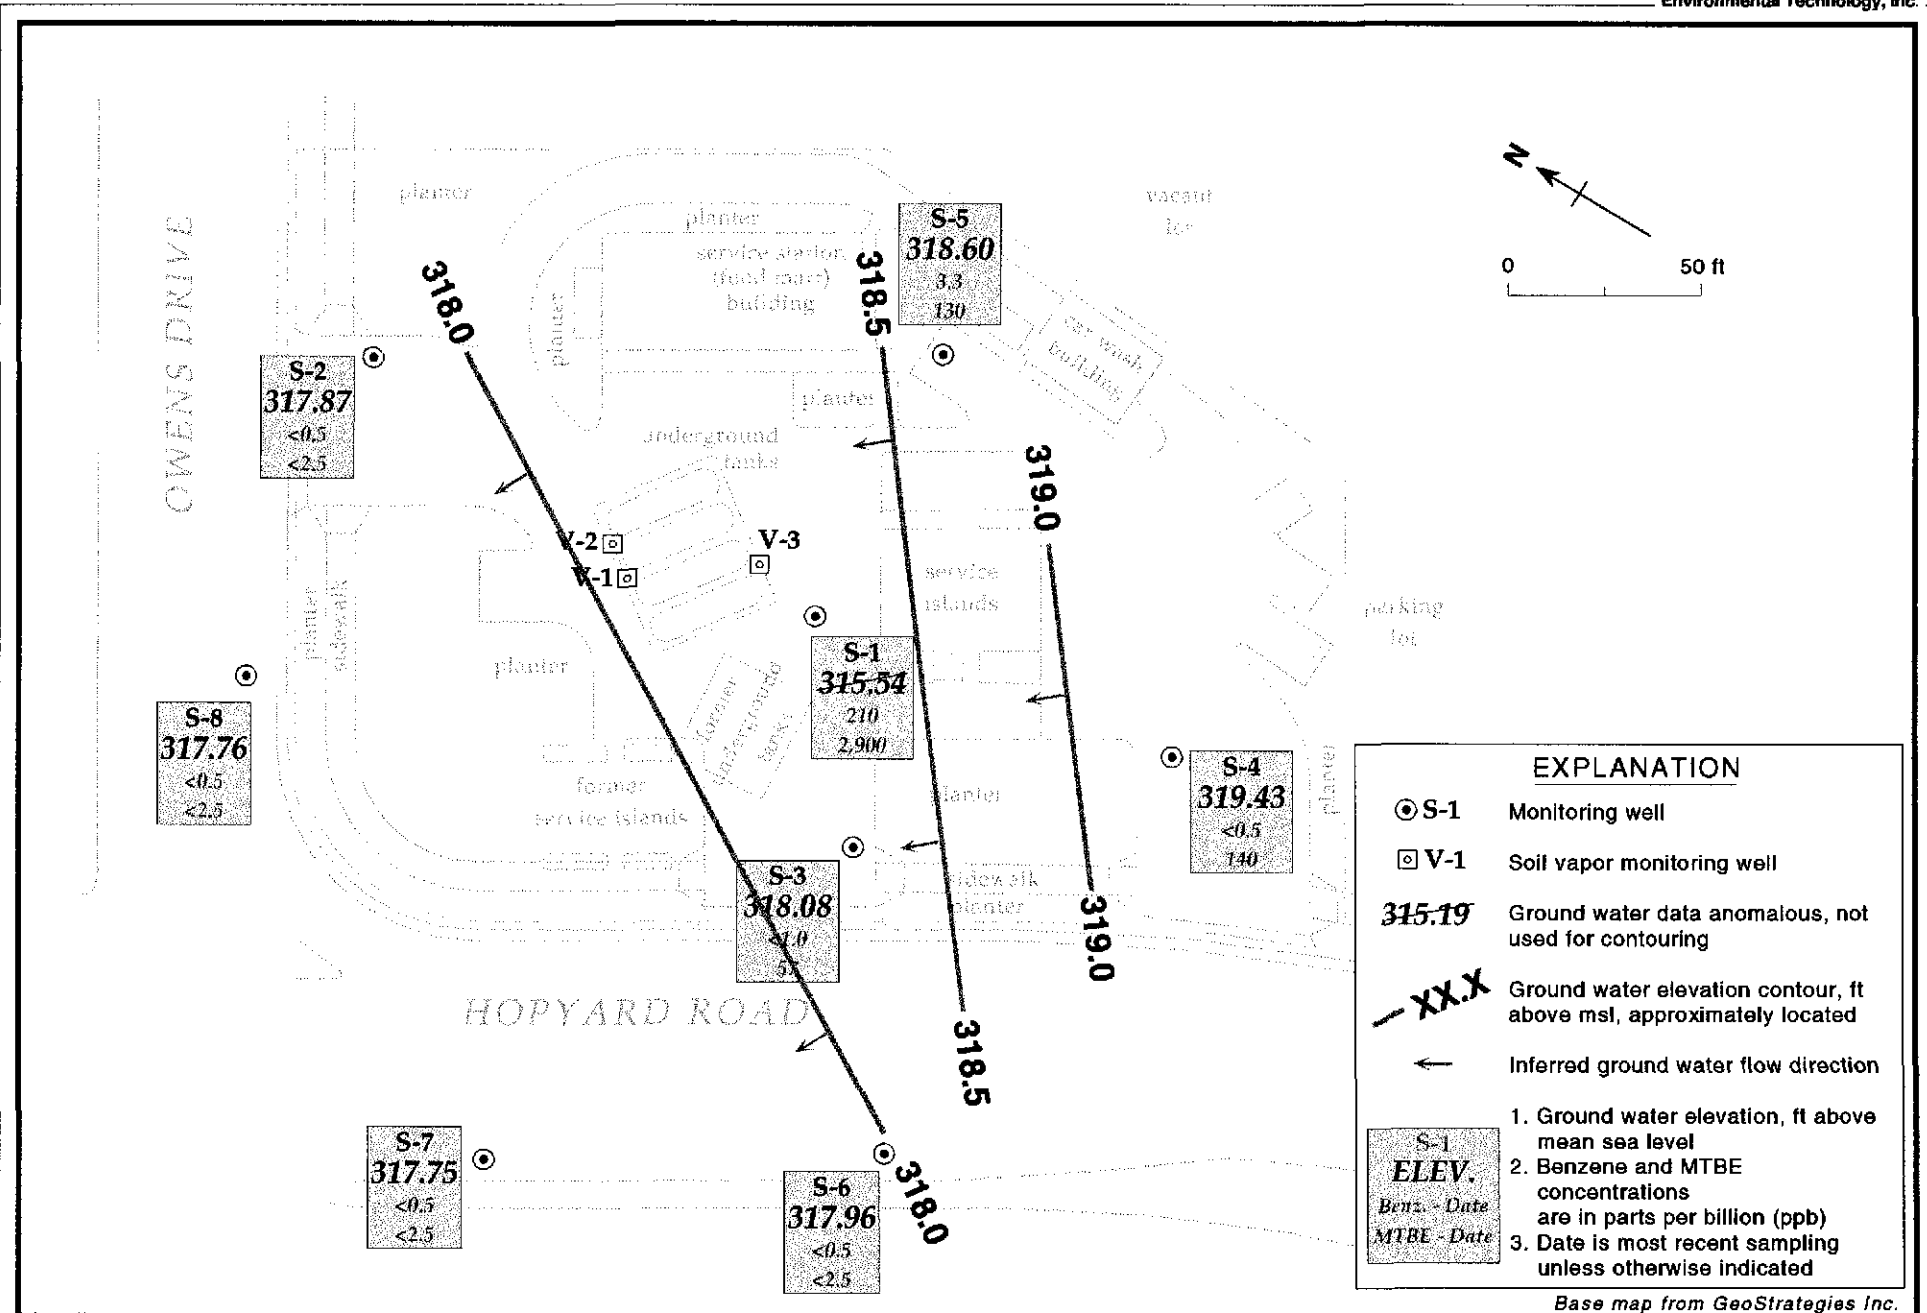 Environmental Technology, Inc.
N
0 50 ft
planter
planter
service station
(food mart)
building
planter
vacant
lot
S-5
318.60
3.3
130
OWENS DRIVE
318.0
318.5
car wash
building
S-2
317.87
<0.5
<2.5
planter
underground
tanks
319.0
V-2
V-1
V-3
service
islands
parking
lot
planter
sidewalk
planter
S-1
315.54
210
2,900
former
underground
tanks
S-8
317.76
<0.5
<2.5
former
service islands
planter
S-4
319.43
<0.5
140
planter
S-3
318.08
<1.0
57
sidewalk
planter
319.0
HOPYARD ROAD
318.5
S-7
317.75
<0.5
<2.5
S-6
317.96
<0.5
<2.5
318.0
EXPLANATION
S-1 Monitoring well
V-1 Soil vapor monitoring well
315.19 Ground water data anomalous, not
used for contouring
XX.X Ground water elevation contour, ft
above msl, approximately located
Inferred ground water flow direction
S-1
ELEV.
Benz. - Date
MTBE - Date
1. Ground water elevation, ft above
mean sea level
2. Benzene and MTBE
concentrations
are in parts per billion (ppb)
3. Date is most recent sampling
unless otherwise indicated
Base map from GeoStrategies Inc.